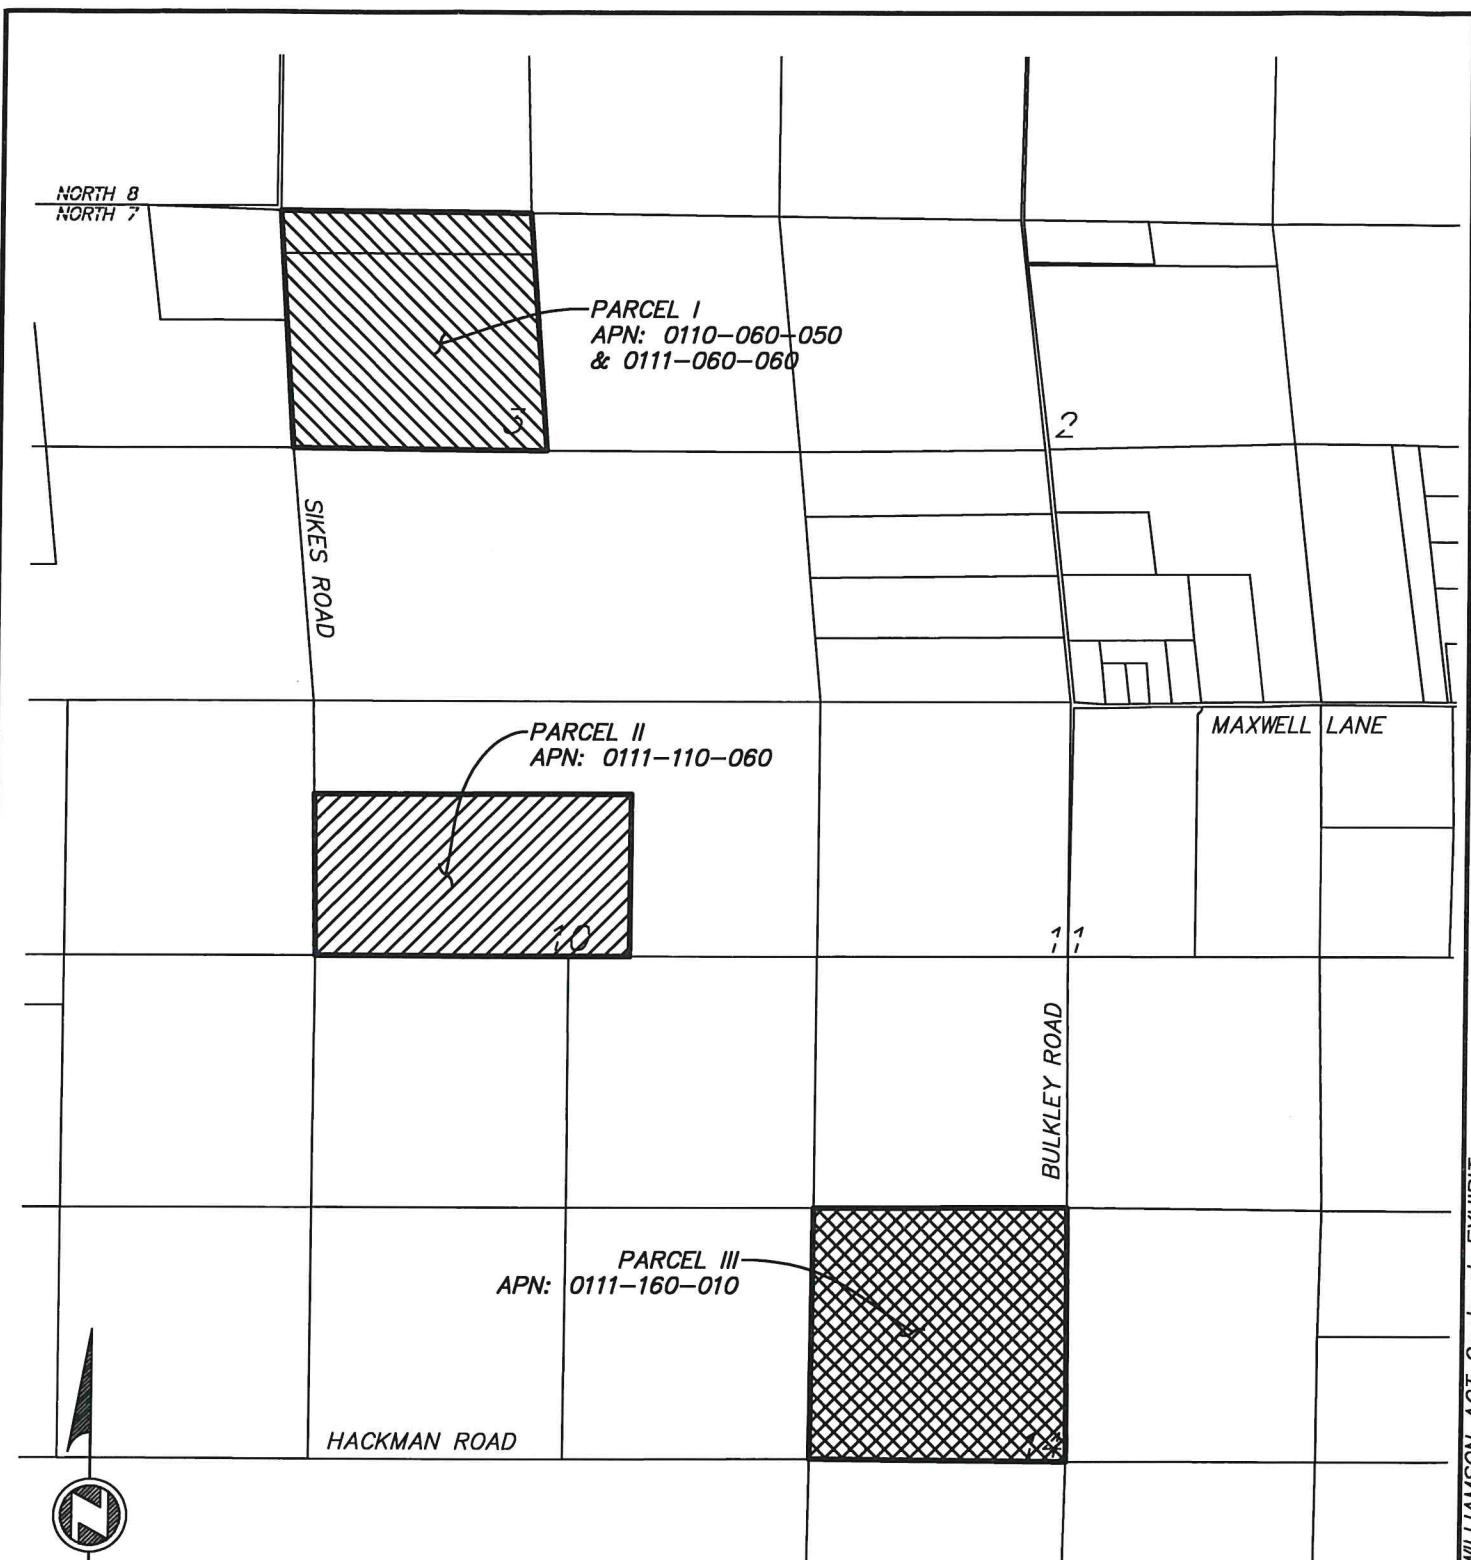 NORTH 8
NORTH 7
PARCEL I
APN: 0110-060-050
& 0111-060-060
3
2
SIKES ROAD
PARCEL II
APN: 0111-110-060
MAXWELL LANE
10
11
BULKLEY ROAD
PARCEL III
APN: 0111-160-010
14
HACKMAN ROAD
N